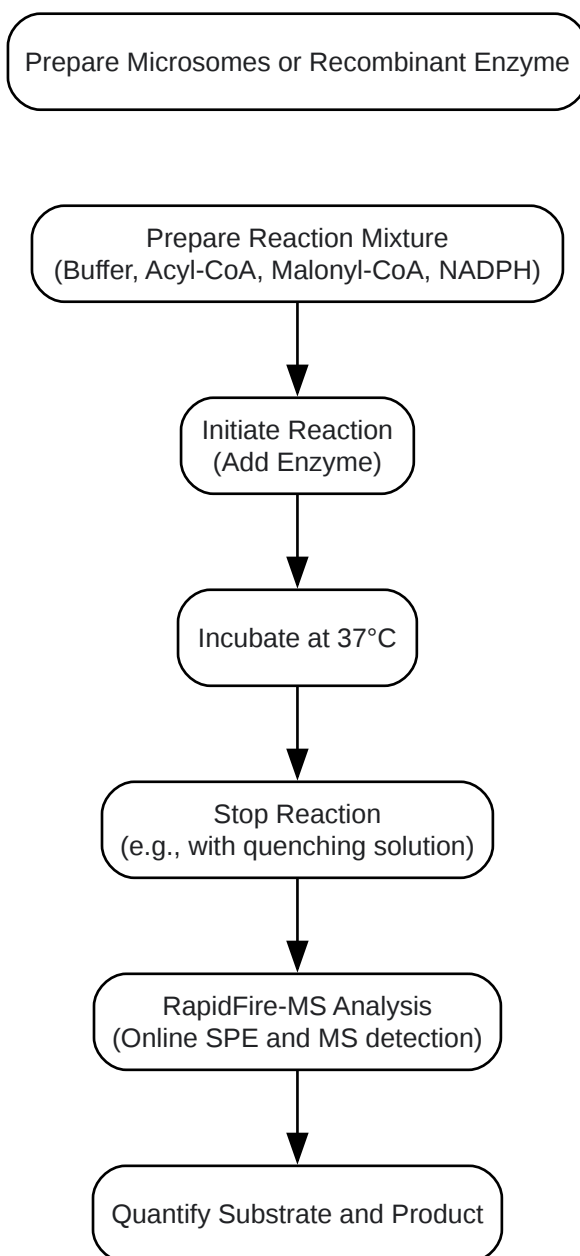 Prepare Microsomes or Recombinant Enzyme
Prepare Reaction Mixture
(Buffer, Acyl-CoA, Malonyl-CoA, NADPH)
Initiate Reaction
(Add Enzyme)
Incubate at 37°C
Stop Reaction
(e.g., with quenching solution)
RapidFire-MS Analysis
(Online SPE and MS detection)
Quantify Substrate and Product